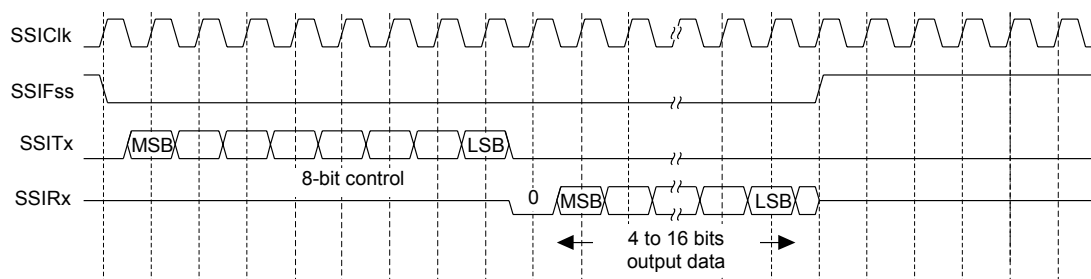 SSIClk
SSIFss
SSITx
MSB
LSB
8-bit control
SSIRx
0
MSB
LSB
4 to 16 bits
output data